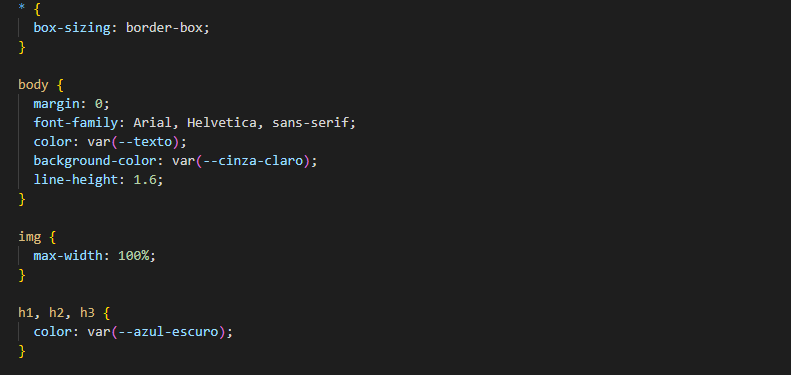 * {
box-sizing: border-box;
}
body {
margin: 0;
font-family: Arial, Helvetica, sans-serif;
color: var(--texto);
background-color: var(--cinza-claro);
line-height: 1.6;
}
img {
max-width: 100%;
}
h1, h2, h3 {
color: var(--azul-escuro);
}